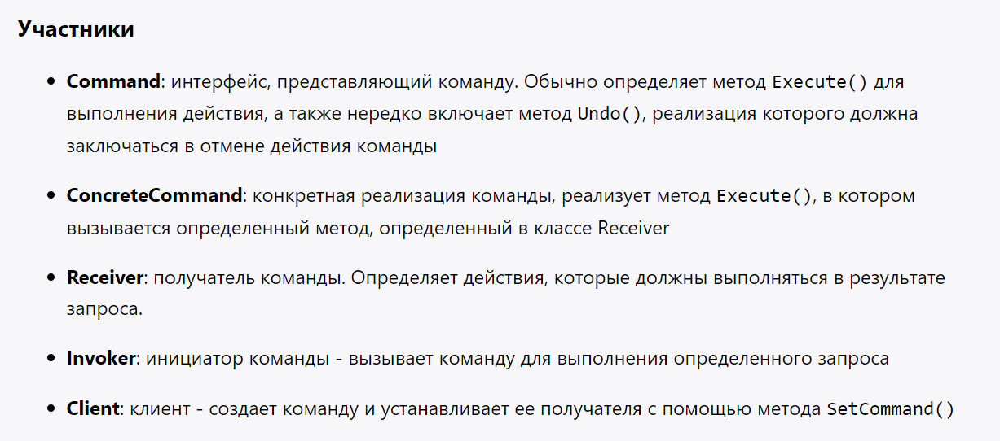 Участники
• Command: интерфейс, представляющий команду. Обычно определяет метод Execute() для
выполнения действия, а также нередко включает метод Undo(), реализация которого должна
заключаться в отмене действия команды
• ConcreteCommand: конкретная реализация команды, реализует метод Execute(), в котором
вызывается определенный метод, определенный в классе Receiver
• Receiver: получатель команды. Определяет действия, которые должны выполняться в результате
запроса.
• Invoker: инициатор команды - вызывает команду для выполнения определенного запроса
• Client: клиент - создает команду и устанавливает ее получателя с помощью метода SetCommand()